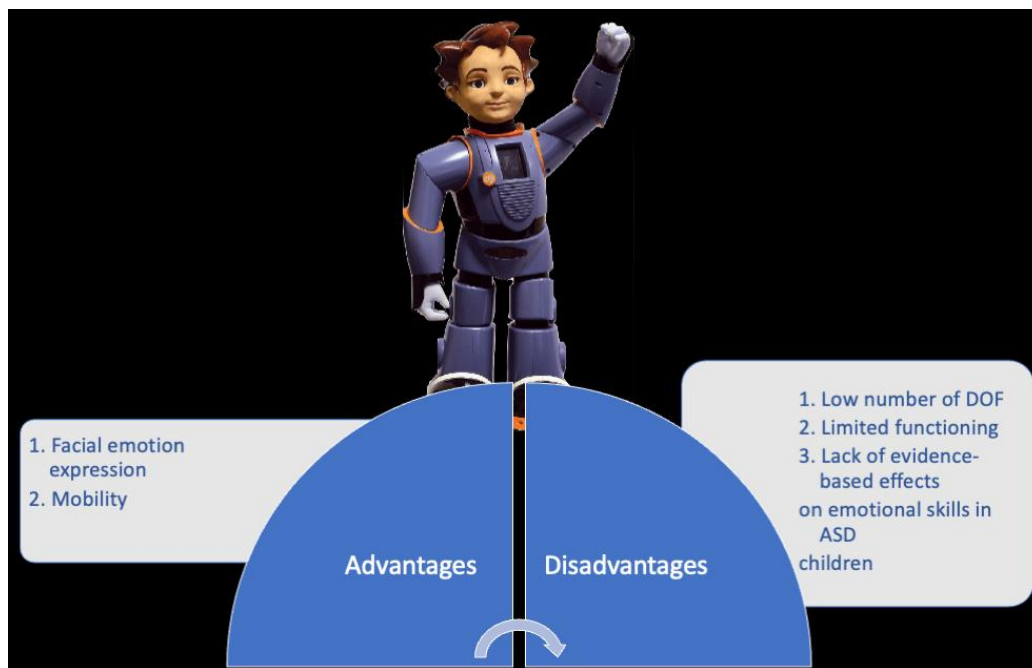 1. Facial emotion
expression
2. Mobility
Advantages
Disadvantages
1. Low number of DOF
2. Limited functioning
3. Lack of evidence-
based effects
on emotional skills in
ASD
children